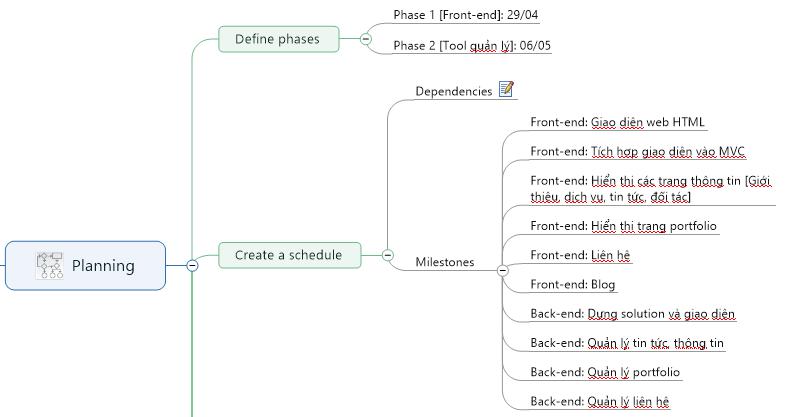 Phase 1 [Front-end]: 29/04
Define phases
Phase 2 [Tool quản lý]: 06/05
Dependencies
Front-end: Giao diện web HTML
Front-end: Tích hợp giao diện vào MVC
Front-end: Hiển thị các trang thông tin [Giới
thiệu, dịch vụ, tin tức, đối tác]
Front-end: Hiển thị trang portfolio
Planning
Create a schedule
Front-end: Liên hệ
Milestones
Front-end: Blog
Back-end: Dựng solution và giao diện
Back-end: Quản lý tin tức, thông tin
Back-end: Quản lý portfolio
Back-end: Quản lý liên hệ